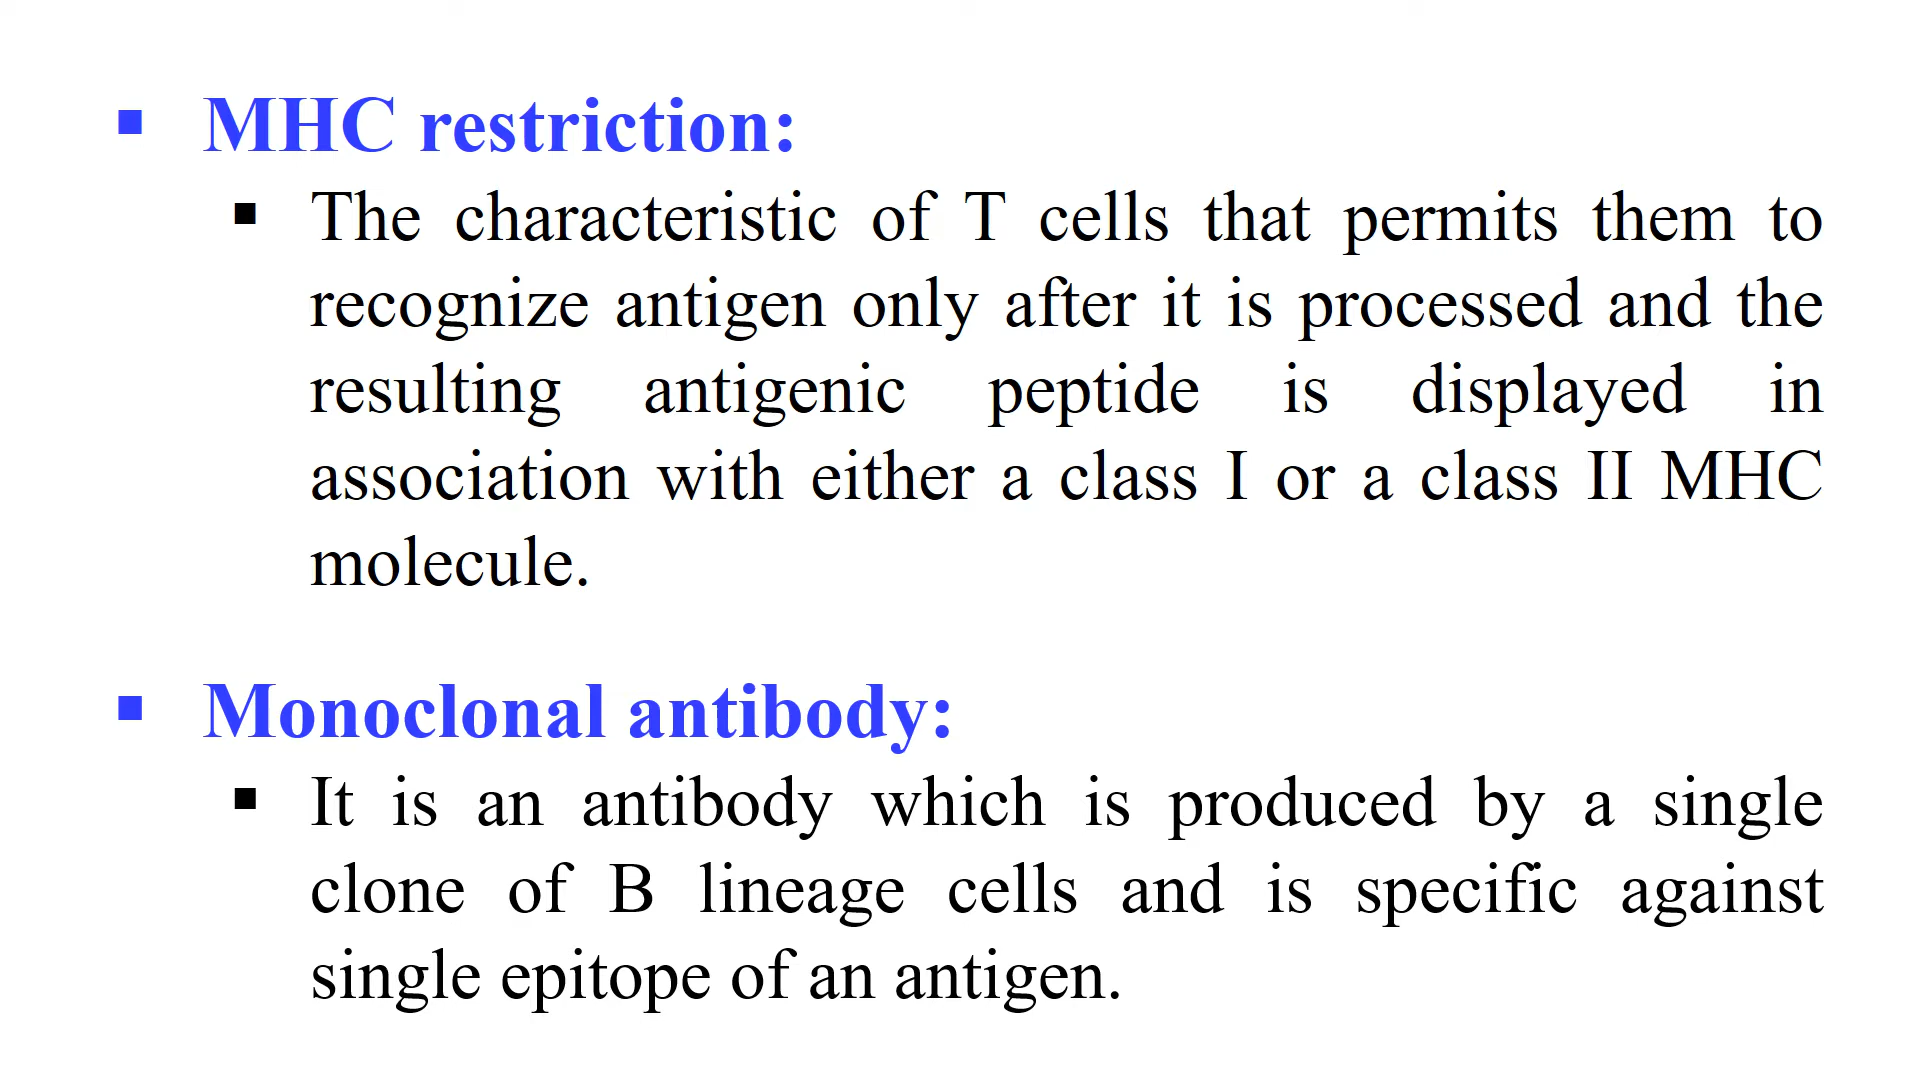 ▪ MHC restriction:
▪ The characteristic of T cells that permits them to
recognize antigen only after it is processed and the
resulting antigenic peptide is displayed in
association with either a class I or a class II MHC
molecule.
▪ Monoclonal antibody:
▪ It is an antibody which is produced by a single
clone of B lineage cells and is specific against
single epitope of an antigen.